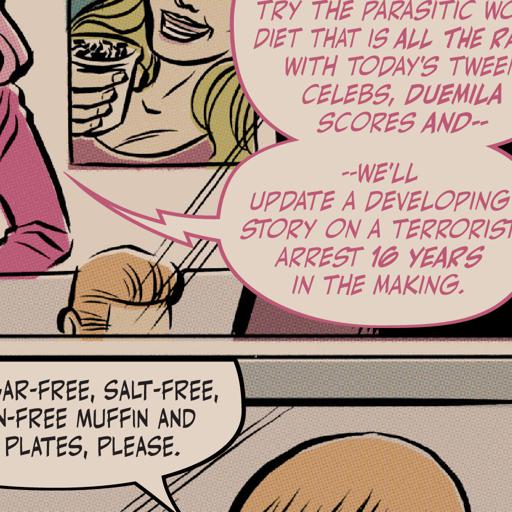 TRY THE PARASITIC
DIET THAT IS ALL THE
WITH TODAY'S
CELEBS, DUEMILA
SCORES AND--
--WE'LL
UPDATE A DEVELOPING
STORY ON A TERRORIST
ARREST 16 YEARS
IN THE MAKING.
-FREE, SALT-FREE,
-FREE MUFFIN AND
PLATES, PLEASE.